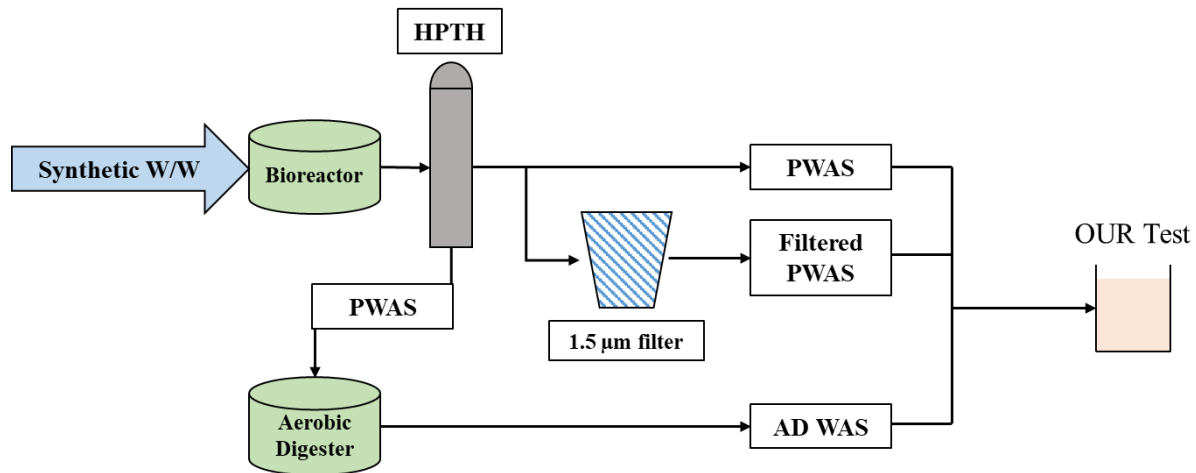 HPTH
Synthetic W/W
Bioreactor
PWAS
Filtered
PWAS
OUR Test
PWAS
1.5 µm filter
Aerobic
Digester
AD WAS